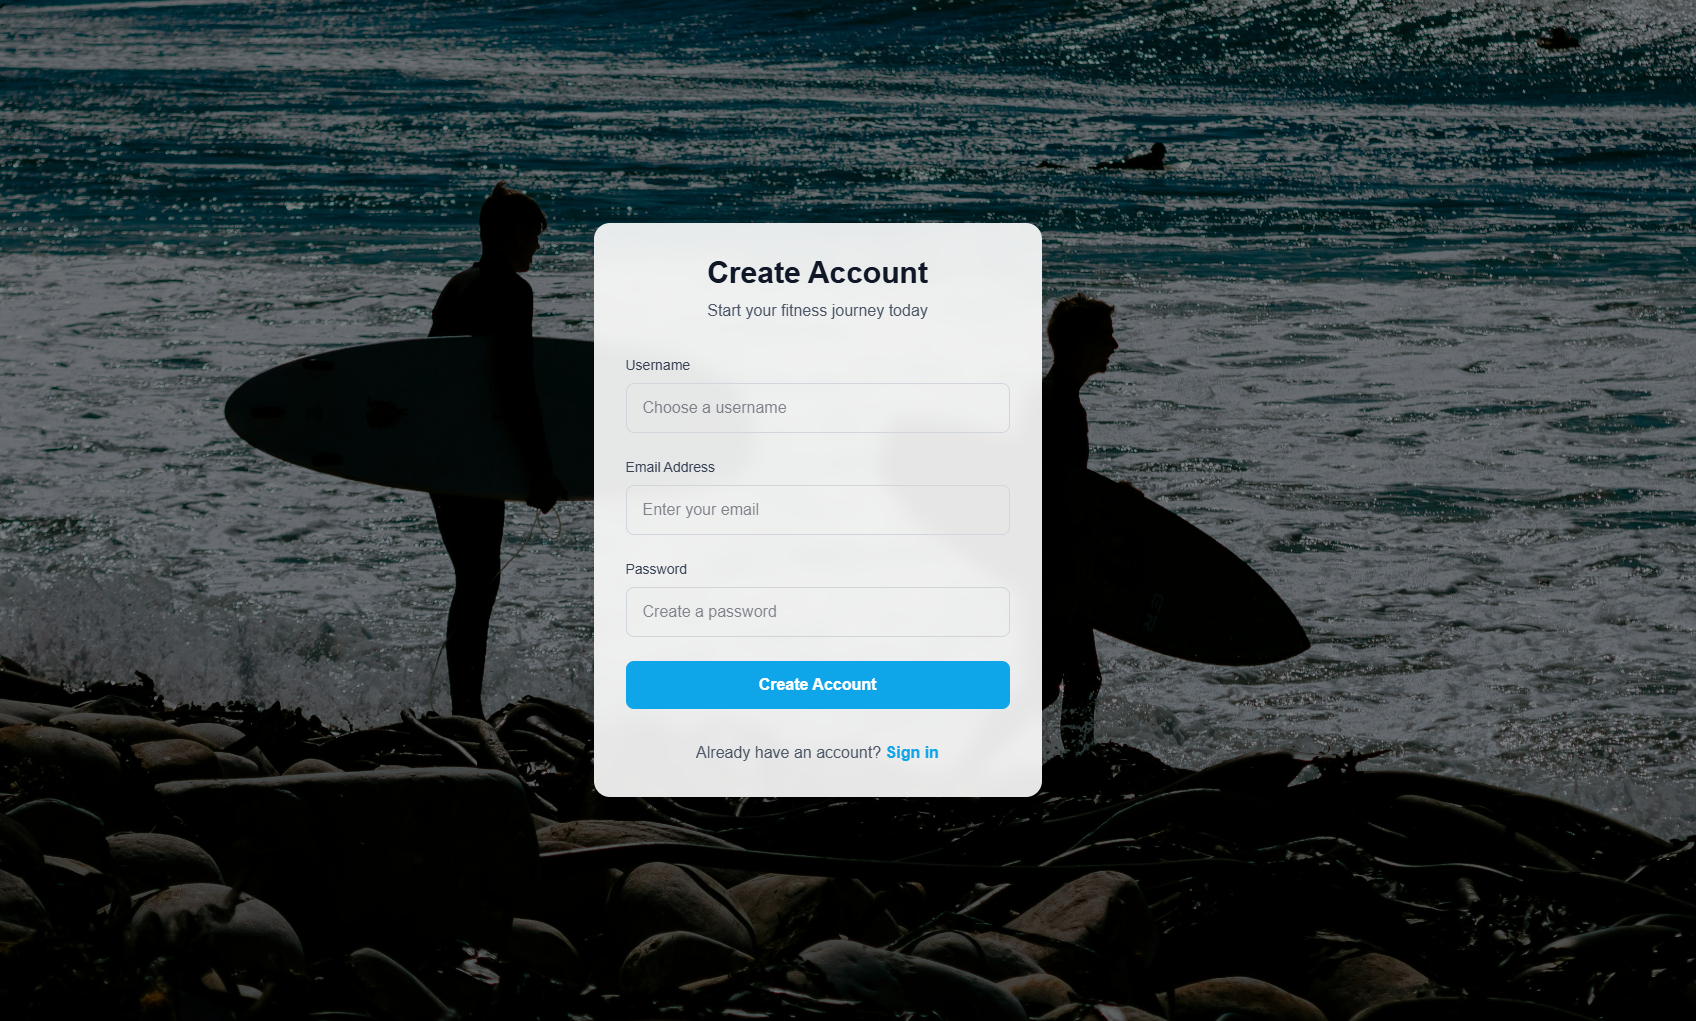 Create Account
Start your fitness journey today
Username
Choose a username
Email Address
Enter your email
Password
Create a password
Create Account
Already have an account? Sign in